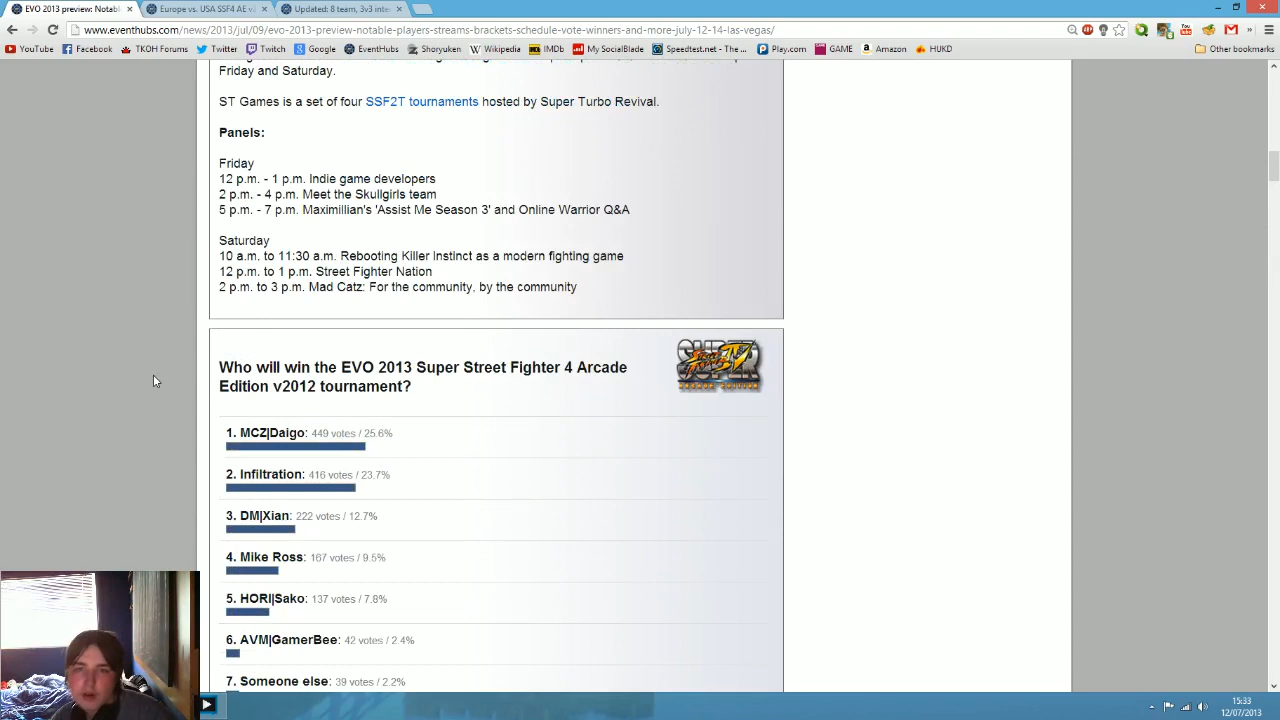 EVO 2013 preview: Notabl
Europe vs. USA SSF4 AE v
Updated: 8 team, 3v3 inte
www.eventhubs.com/news/2013/jul/09/evo-2013-preview-notable-players-streams-brackets-schedule-vote-winners-and-more-july-12-14-las-vegas/
YouTube Facebook TKOH Forums Twitter Twitch Google EventHubs Shoryuken Wikipedia IMDb My SocialBlade Speedtest.net - The... Play.com GAME Amazon HUKD Other bookmarks
Friday and Saturday.
ST Games is a set of four SSF2T tournaments hosted by Super Turbo Revival.
Panels:
Friday
12 p.m. - 1 p.m. Indie game developers
2 p.m. - 4 p.m. Meet the Skullgirls team
5 p.m. - 7 p.m. Maximillian's 'Assist Me Season 3' and Online Warrior Q&A
Saturday
10 a.m. to 11:30 a.m. Rebooting Killer Instinct as a modern fighting game
12 p.m. to 1 p.m. Street Fighter Nation
2 p.m. to 3 p.m. Mad Catz: For the community, by the community
Who will win the EVO 2013 Super Street Fighter 4 Arcade
Edition v2012 tournament?
SUPER
STREET FIGHTER IV
ARCADE EDITION
1. MCZ|Daigo: 449 votes / 25.6%
2. Infiltration: 416 votes / 23.7%
3. DM|Xian: 222 votes / 12.7%
4. Mike Ross: 167 votes / 9.5%
5. HORI|Sako: 137 votes / 7.8%
6. AVM|GamerBee: 42 votes / 2.4%
7. Someone else: 39 votes / 2.2%
15:33
12/07/2013